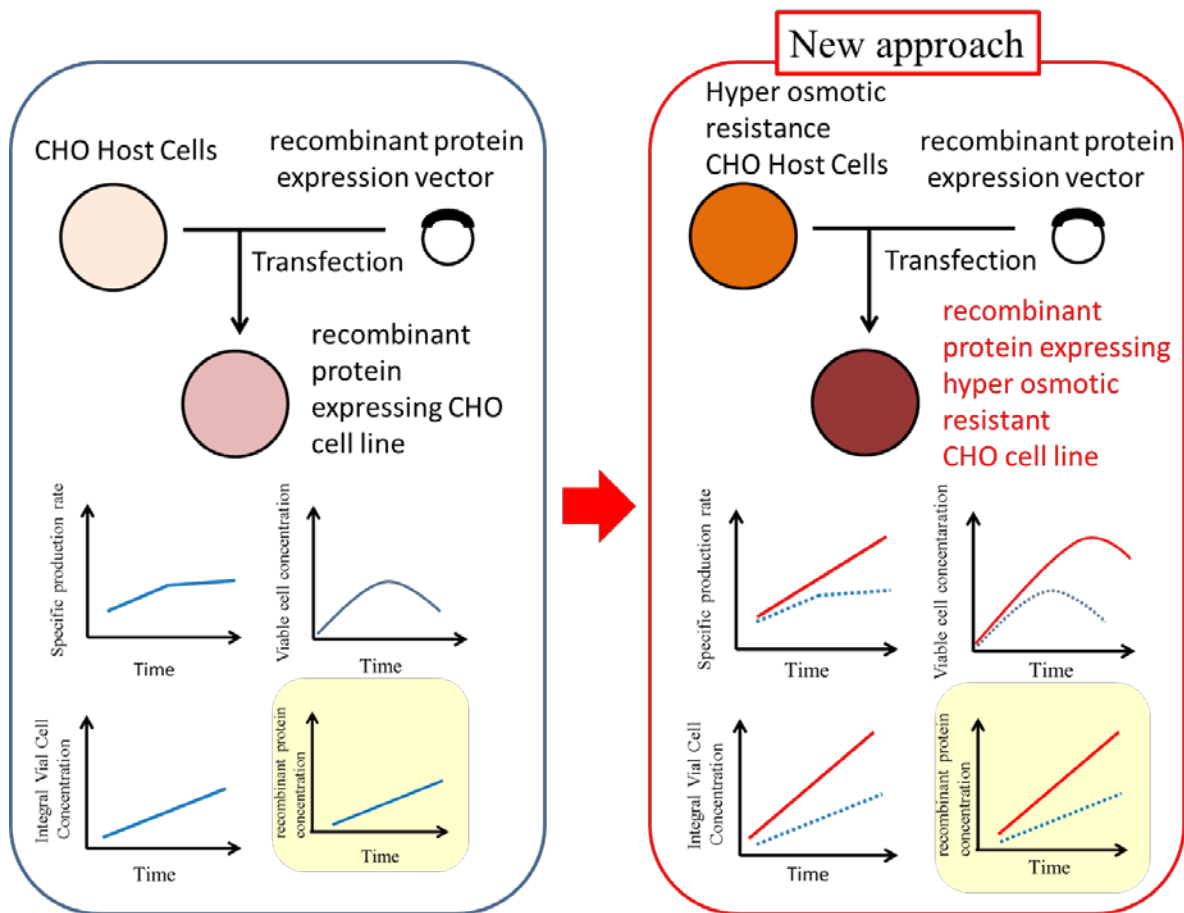 CHO Host Cells
recombinant protein
expression vector
Transfection
recombinant
protein
expressing CHO
cell line
Specific production rate
Time
Viable cell concentration
Time
Integral Vial Cell
Concentration
Time
recombinant protein
concentration
Time
New approach
Hyper osmotic
resistance
CHO Host Cells
recombinant protein
expression vector
Transfection
recombinant
protein expressing
hyper osmotic
resistant
CHO cell line
Specific production rate
Time
Viable cell concentaration
Time
Integral Vial Cell
Concentration
Time
recombinant protein
concentration
Time